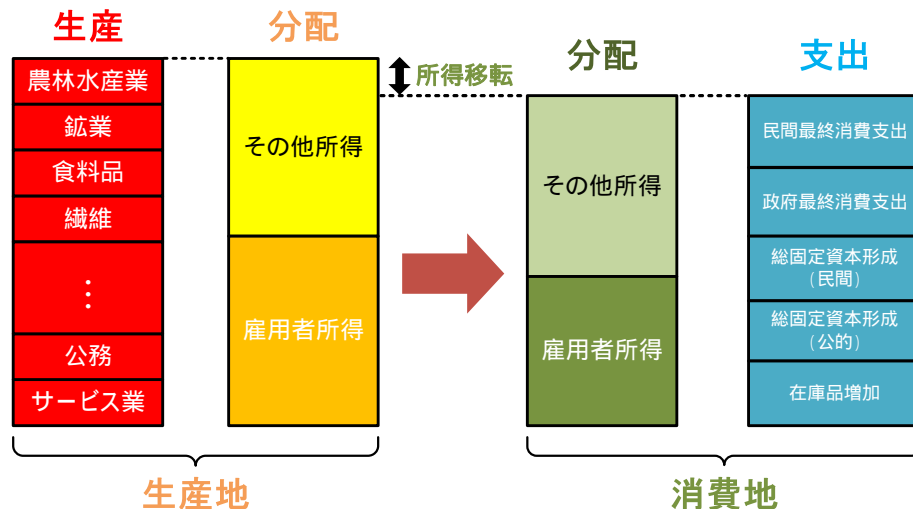 生産
農林水産業
鉱業
食料品
繊維
…
公務
サービス業
分配
その他所得
雇用者所得
所得移転
分配
その他所得
雇用者所得
支出
民間最終消費支出
政府最終消費支出
総固定資本形成
(民間)
総固定資本形成
(公的)
在庫品増加
生産地
消費地